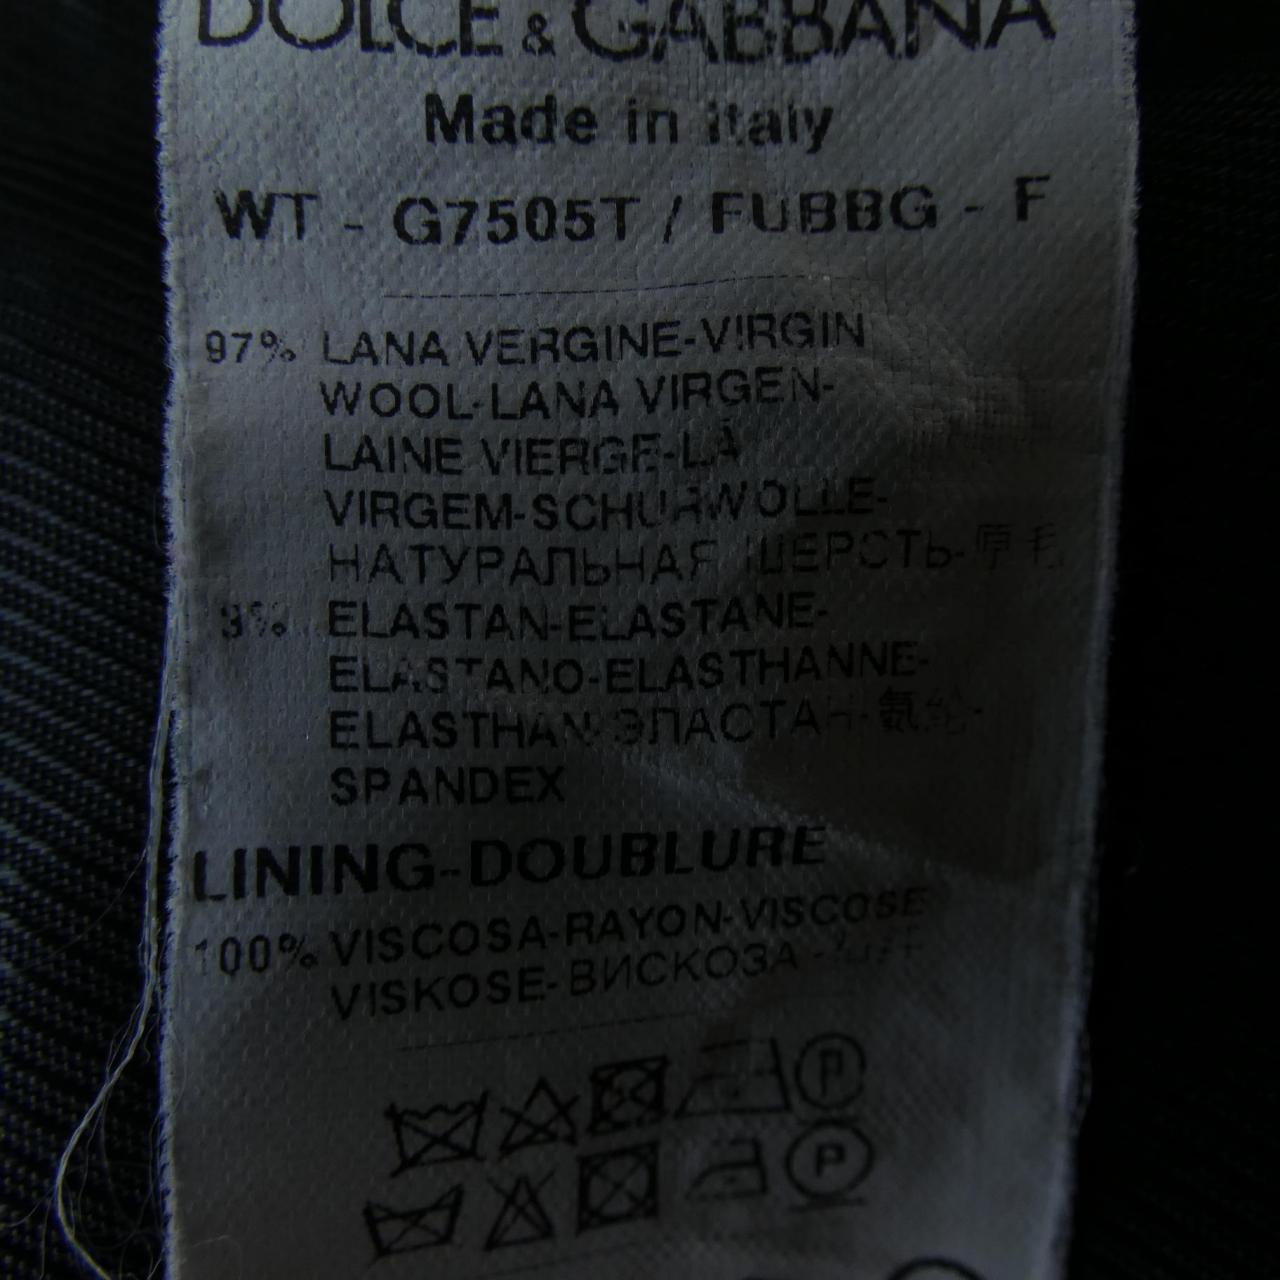 DOLCE & GABBANA
Made in Italy
WT - G7505T / FUBBG - F
97% LANA VERGINE-VIRGIN
WOOL-LANA VIRGEN-
LAINE VIERGE-LÃ
VIRGEM-SCHURWOLLE-
НАТУРАЛЬНАЯ ШЕРСТЬ-原毛
3% ELASTAN-ELASTANE-
ELASTANO-ELASTHANNE-
ELASTHAN-ЭЛАСТАН-氨纶-
SPANDEX
LINING-DOUBLURE
100% VISCOSA-RAYON-VISCOSE
VISKOSE-ВИСКОЗА -
P
P